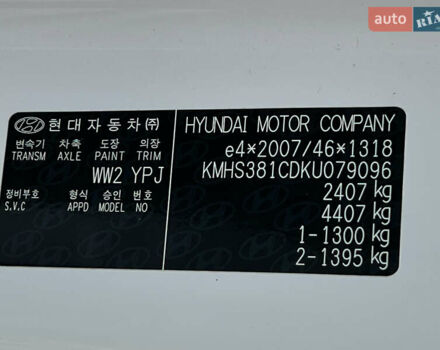 auto RIA
현대자동차㈜
변속기 차축 도장 의장
TRANSM AXLE PAINT TRIM
WW2 YPJ
정비부호 형식 승인 번호
S.V.C APPD MODEL NO
HYUNDAI MOTOR COMPANY
e4*2007/46*1318
KMHS381CDKU079096
2407 kg
4407 kg
1-1300 kg
2-1395 kg